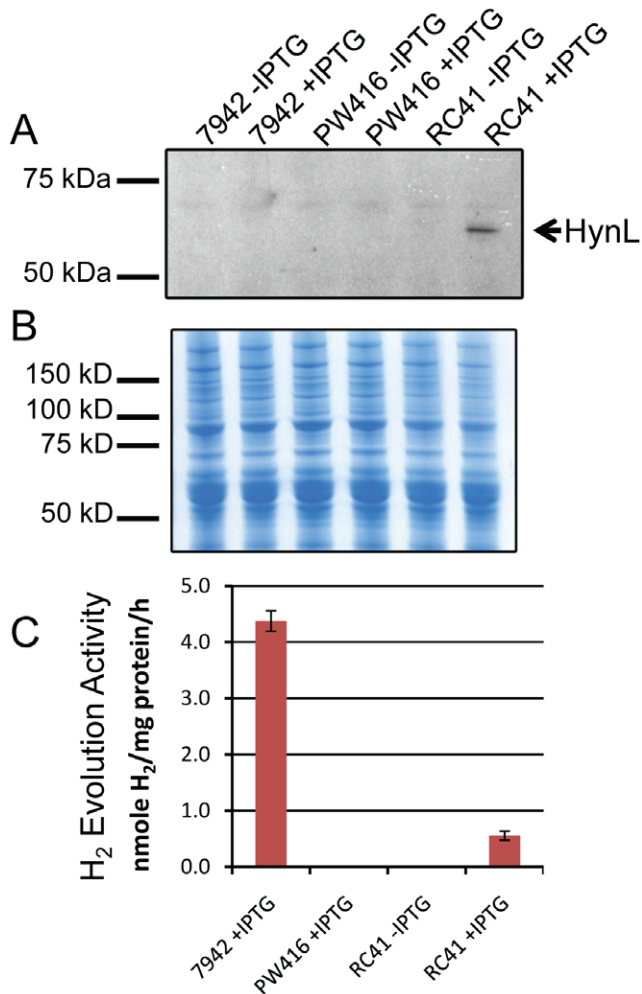 7942 -IPTG
7942 +IPTG
PW416 -IPTG
PW416 +IPTG
RC41 -IPTG
RC41 +IPTG
A
75 kDa
50 kDa
HynL
B
150 kD
100 kD
75 kD
50 kD
C
H₂ Evolution Activity
nmole H₂/mg protein/h
5.0
4.0
3.0
2.0
1.0
0.0
7942 +IPTG
PW416 +IPTG
RC41 -IPTG
RC41 +IPTG